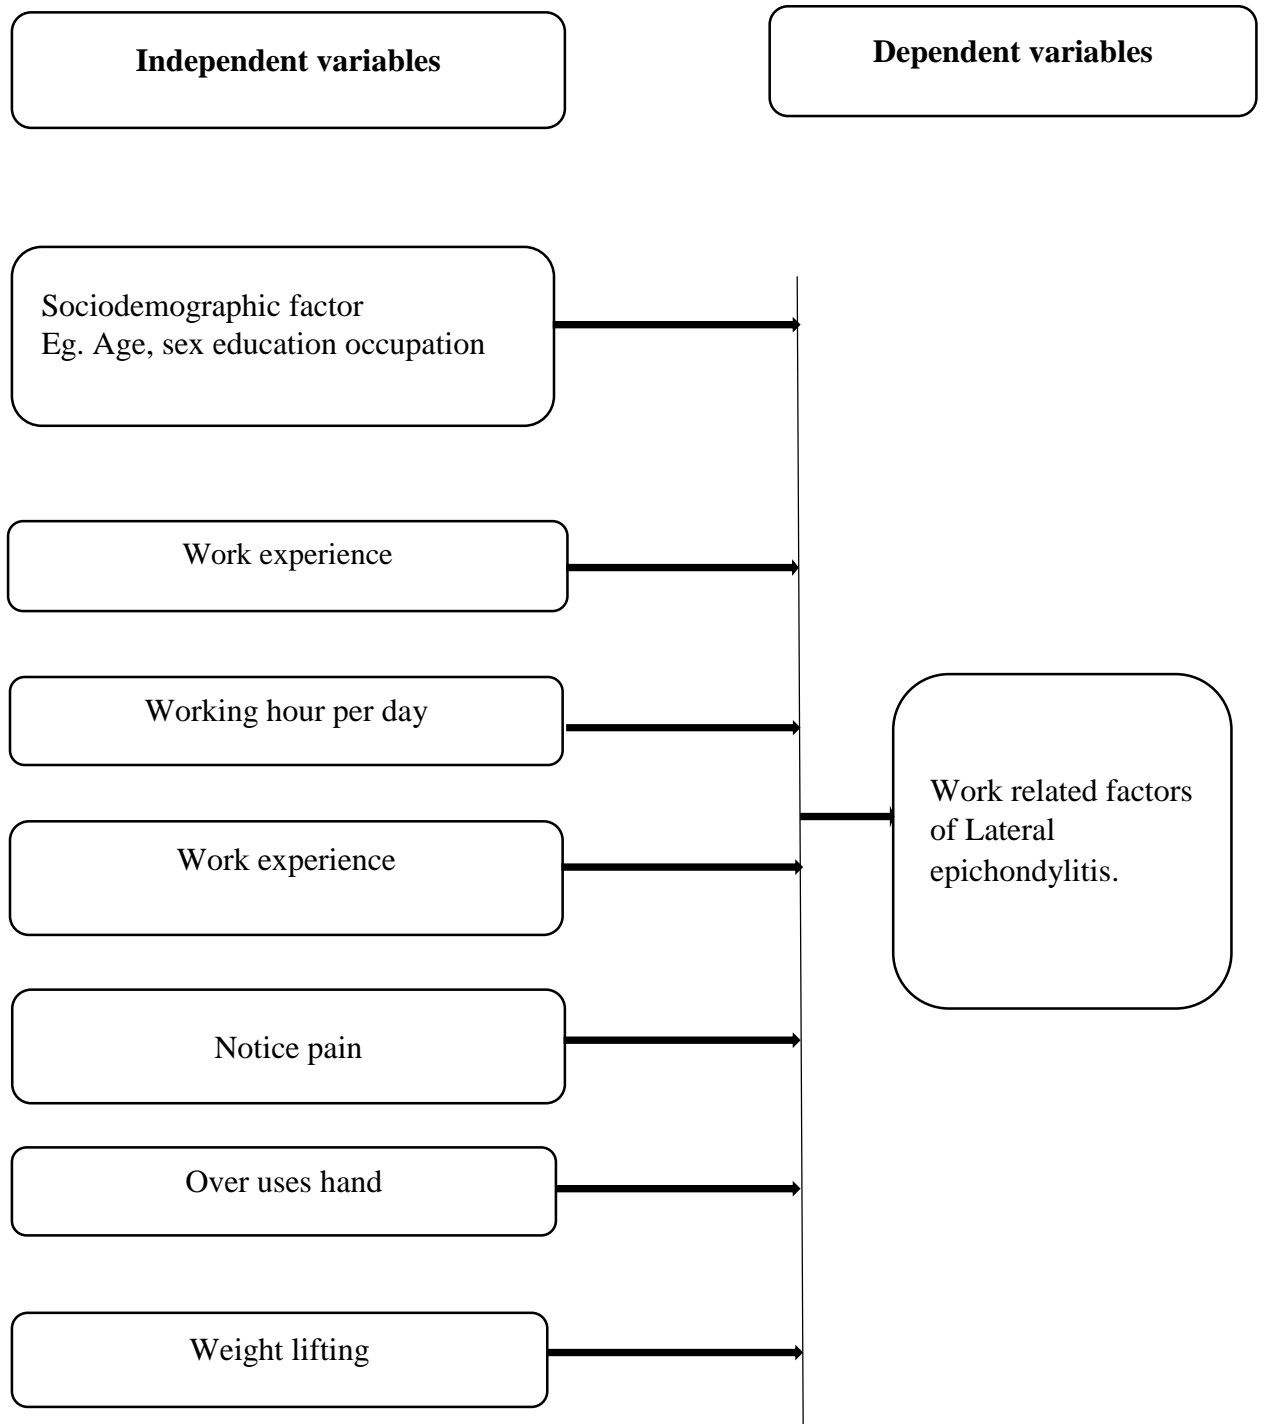 Independent variables
Dependent variables
Sociodemographic factor
Eg. Age, sex education occupation
Work experience
Working hour per day
Work experience
Notice pain
Over uses hand
Weight lifting
Work related factors
of Lateral
epichondylitis.